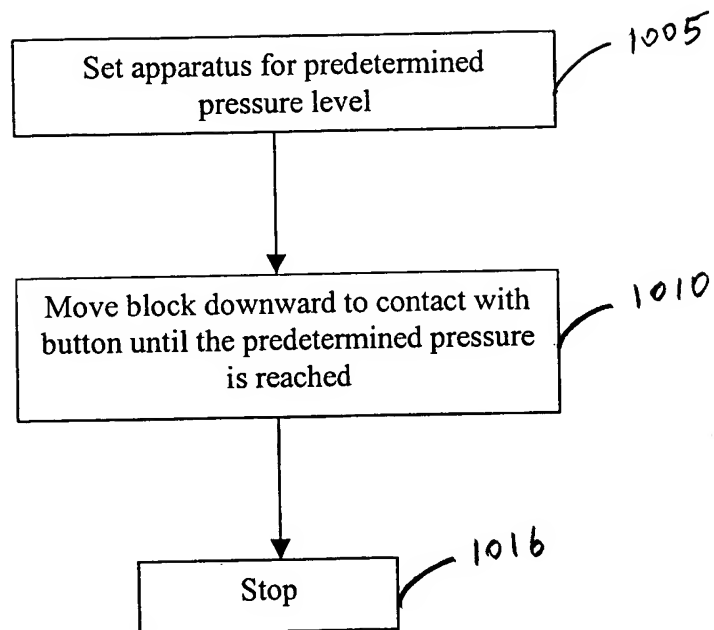 1005
Set apparatus for predetermined
pressure level
1010
Move block downward to contact with
button until the predetermined pressure
is reached
1016
Stop